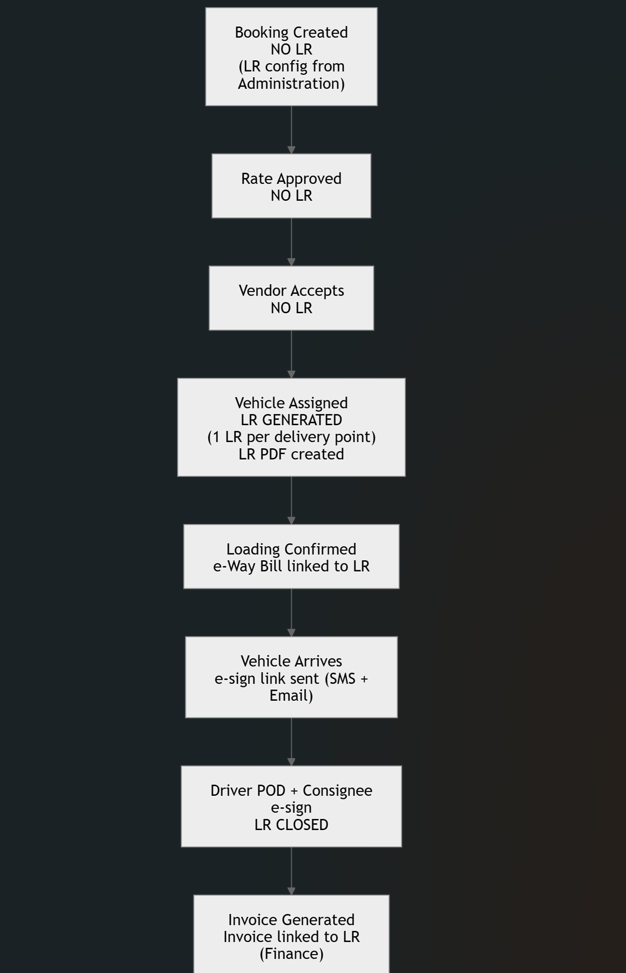 Booking Created
NO LR
(LR config from
Administration)
Rate Approved
NO LR
Vendor Accepts
NO LR
Vehicle Assigned
LR GENERATED
(1 LR per delivery point)
LR PDF created
Loading Confirmed
e-Way Bill linked to LR
Vehicle Arrives
e-sign link sent (SMS +
Email)
Driver POD + Consignee
e-sign
LR CLOSED
Invoice Generated
Invoice linked to LR
(Finance)